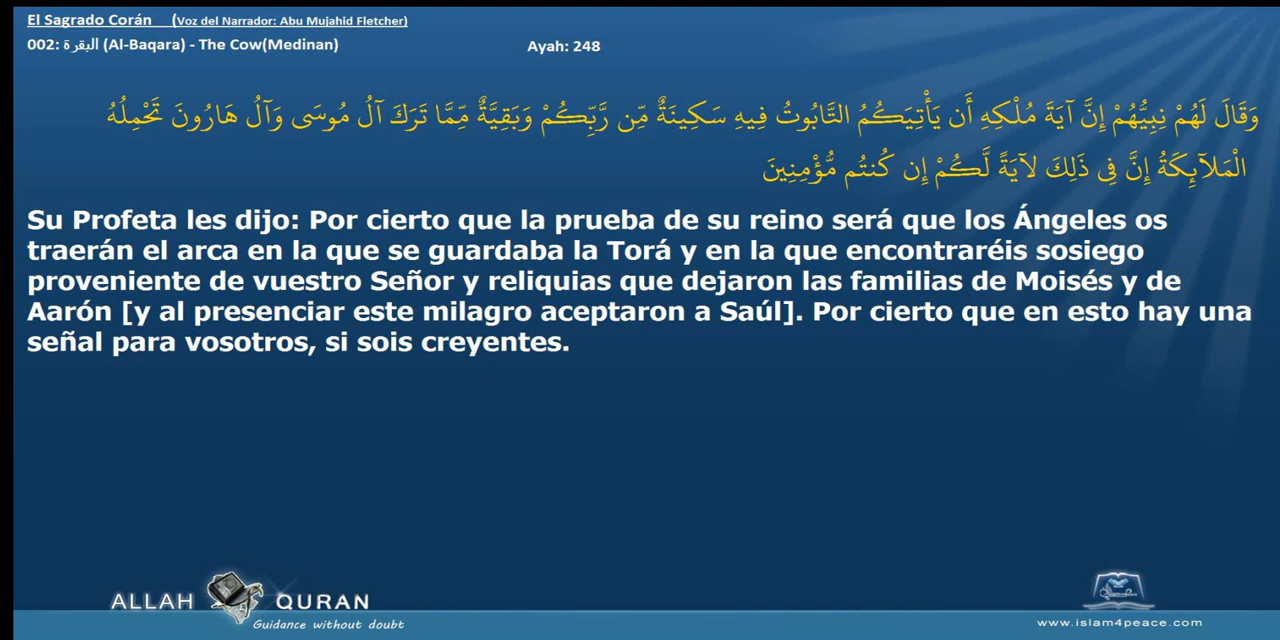 El Sagrado Corán (Voz del Narrador: Abu Mujahid Fletcher)
002: البقرة (Al-Baqara) - The Cow(Medinan)
Ayah: 248
وَقَالَ لَهُمْ نِبِيُّهُمْ إِنَّ آيَةَ مُلْكِهِ أَن يَأْتِيَكُمُ التَّابُوتُ فِيهِ سَكِينَةٌ مِّن رَّبِّكُمْ وَبَقِيَّةٌ مِّمَّا تَرَكَ آلُ مُوسَى وَآلُ هَارُونَ تَحْمِلُهُ
الْمَلآئِكَةُ إِنَّ فِي ذَلِكَ لآيَةً لَّكُمْ إِن كُنتُم مُّؤْمِنِينَ
Su Profeta les dijo: Por cierto que la prueba de su reino será que los Ángeles os
traerán el arca en la que se guardaba la Torá y en la que encontraréis sosiego
proveniente de vuestro Señor y reliquias que dejaron las familias de Moisés y de
Aarón [y al presenciar este milagro aceptaron a Saúl]. Por cierto que en esto hay una
señal para vosotros, si sois creyentes.
ALLAH QURAN
Guidance without doubt
www.islam4peace.com